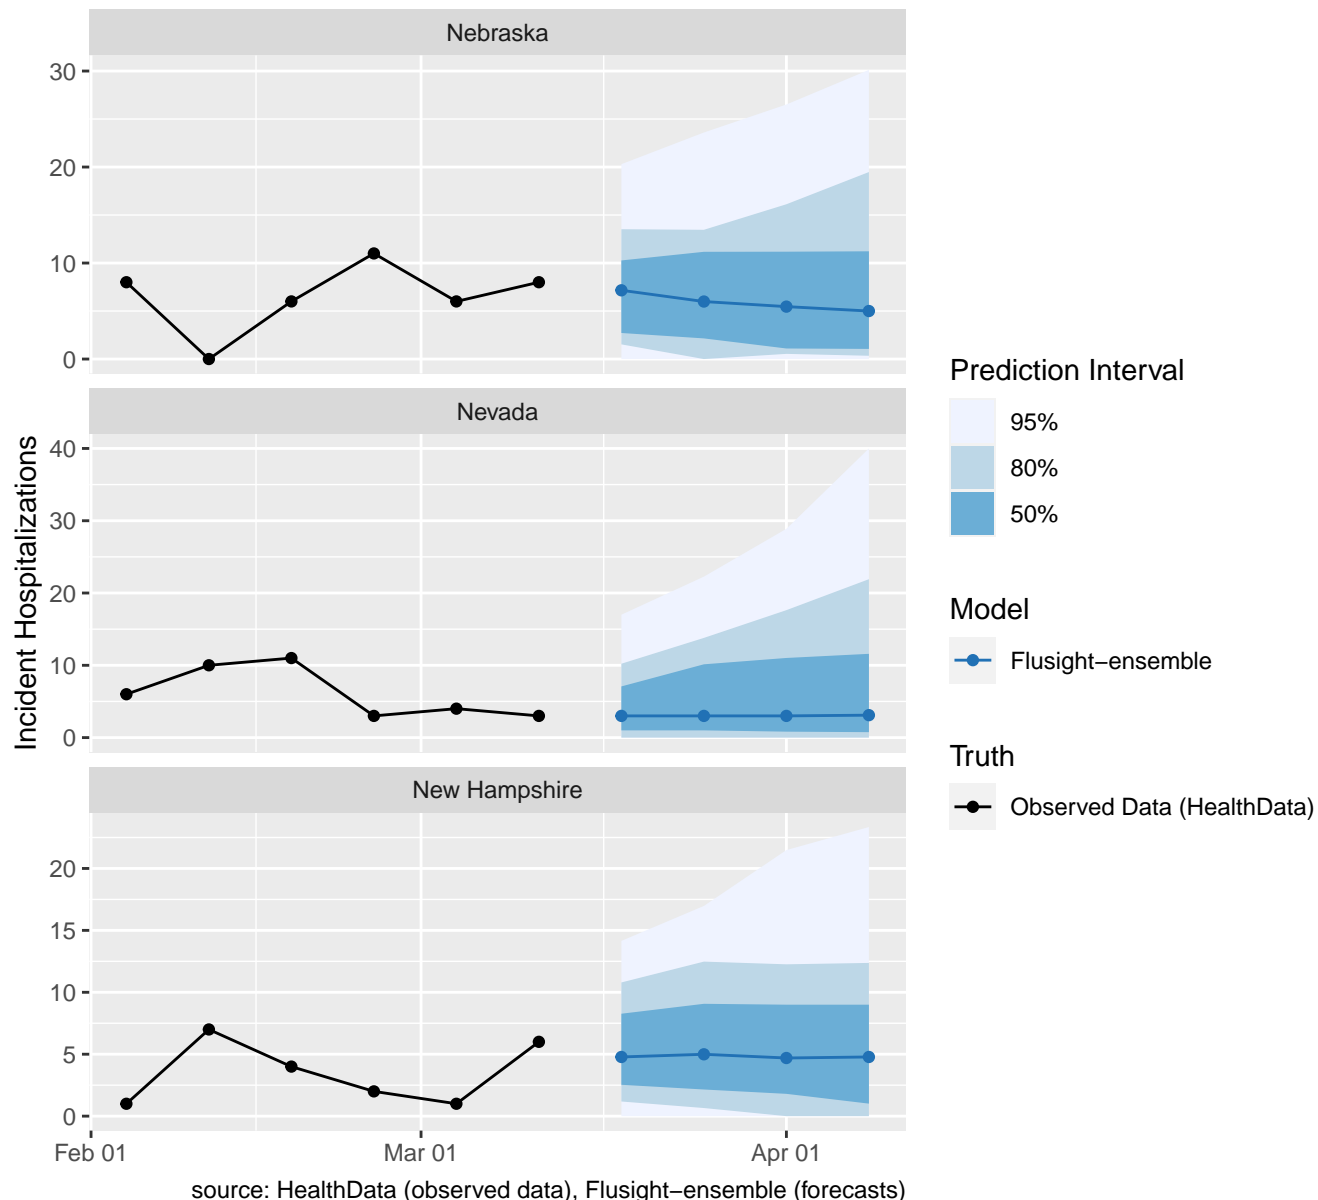 Nebraska
30
20
10
0
Nevada
40
30
20
10
0
New Hampshire
20
15
10
5
0
Feb 01
Mar 01
Apr 01
Incident Hospitalizations
source: HealthData (observed data), Flusight−ensemble (forecasts)
Prediction Interval
95%
80%
50%
Model
Flusight−ensemble
Truth
Observed Data (HealthData)